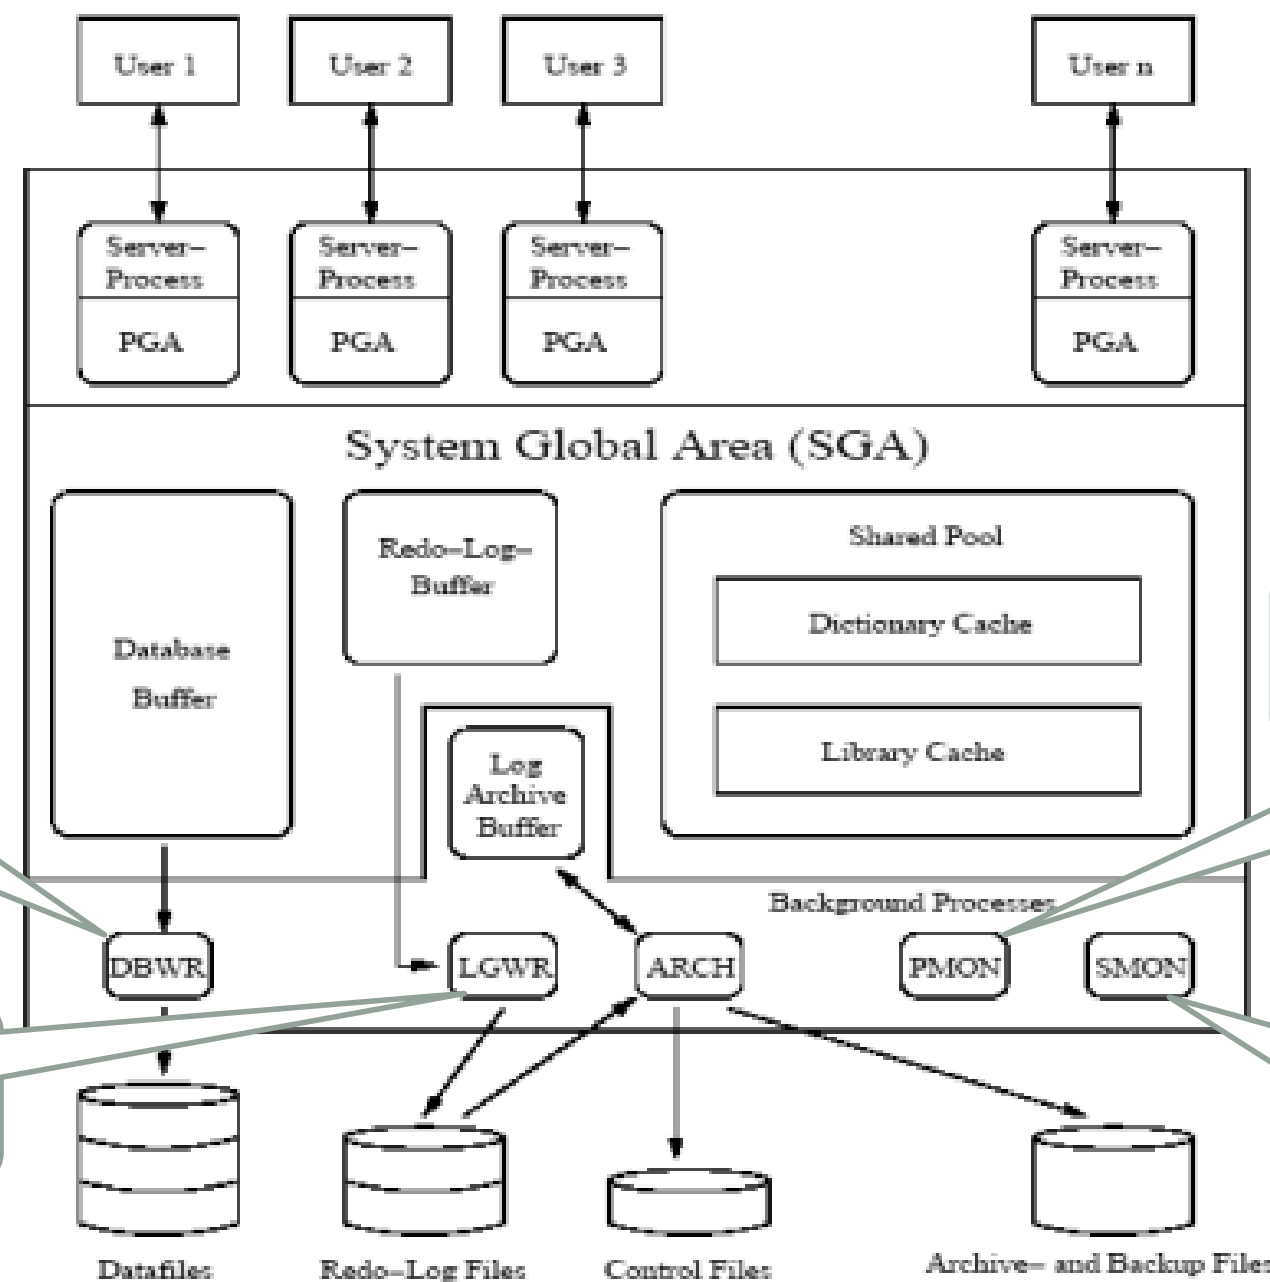 User 1
User 2
User 3
User n
Server–
Process
PGA
Server–
Process
PGA
Server–
Process
PGA
Server–
Process
PGA
System Global Area (SGA)
Database
Buffer
Redo–Log–
Buffer
Shared Pool
Dictionary Cache
Library Cache
Log
Archive
Buffer
Background Processes
DBWR
LGWR
ARCH
PMON
SMON
Datafiles
Redo–Log Files
Control Files
Archive– and Backup Files